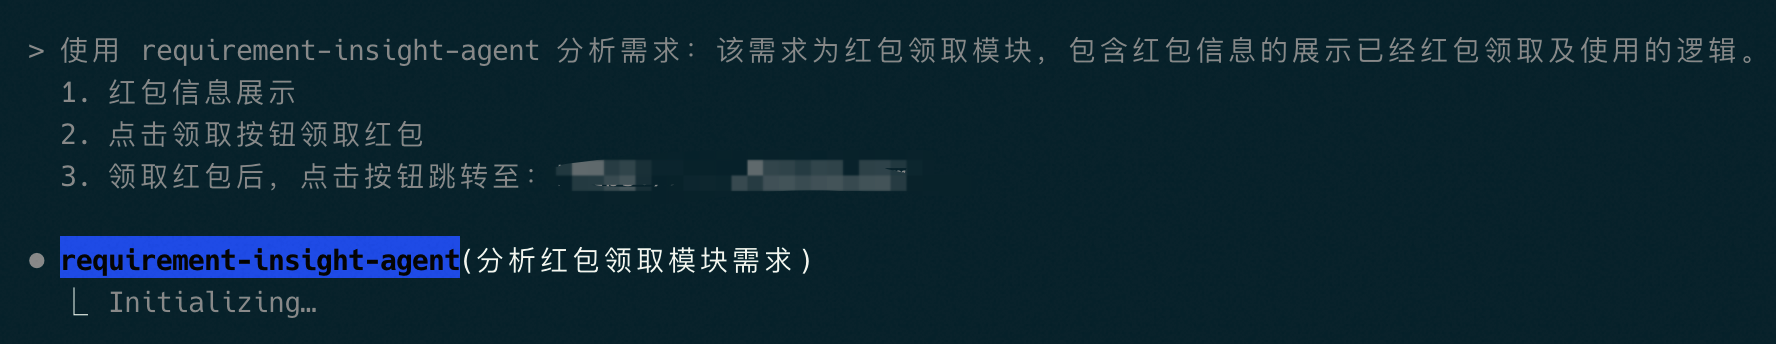 > 使用 requirement-insight-agent 分析需求：该需求为红包领取模块，包含红包信息的展示已经红包领取及使用的逻辑。
1. 红包信息展示
2. 点击领取按钮领取红包
3. 领取红包后，点击按钮跳转至：
● requirement-insight-agent(分析红包领取模块需求)
⎿ Initializing…